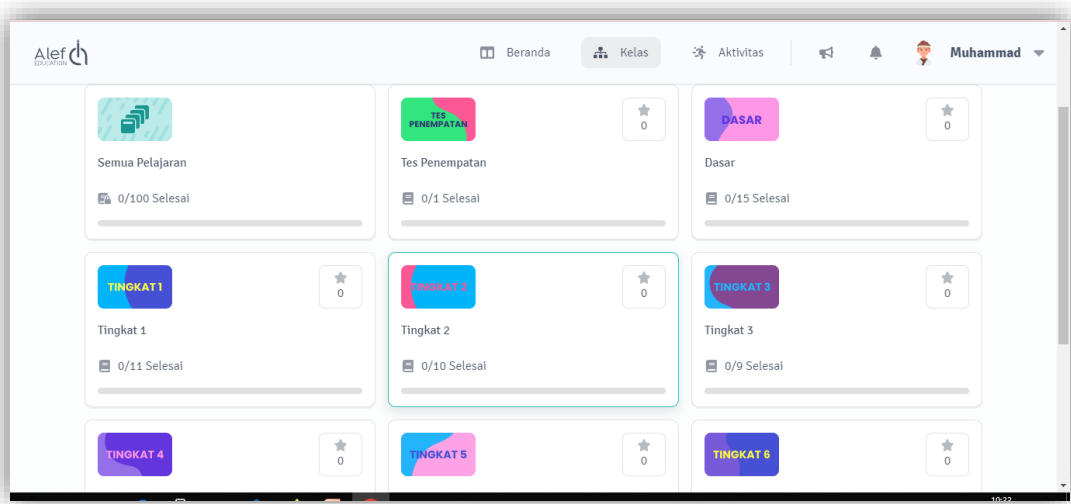 Alef
EDUCATION
Beranda
Kelas
Aktivitas
Muhammad
Semua Pelajaran
0/100 Selesai
TES
PENEMPATAN
0
Tes Penempatan
0/1 Selesai
DASAR
0
Dasar
0/15 Selesai
TINGKAT 1
0
Tingkat 1
0/11 Selesai
TINGKAT 2
0
Tingkat 2
0/10 Selesai
TINGKAT 3
0
Tingkat 3
0/9 Selesai
TINGKAT 4
0
TINGKAT 5
0
TINGKAT 6
0